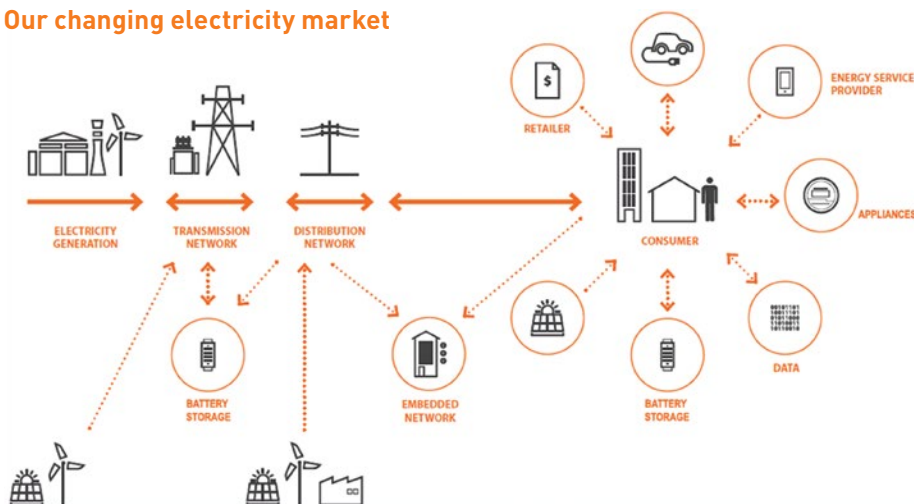 Our changing electricity market
$
RETAILER
ENERGY SERVICE
PROVIDER
ELECTRICITY
GENERATION
TRANSMISSION
NETWORK
DISTRIBUTION
NETWORK
CONSUMER
APPLIANCES
BATTERY
STORAGE
EMBEDDED
NETWORK
BATTERY
STORAGE
DATA